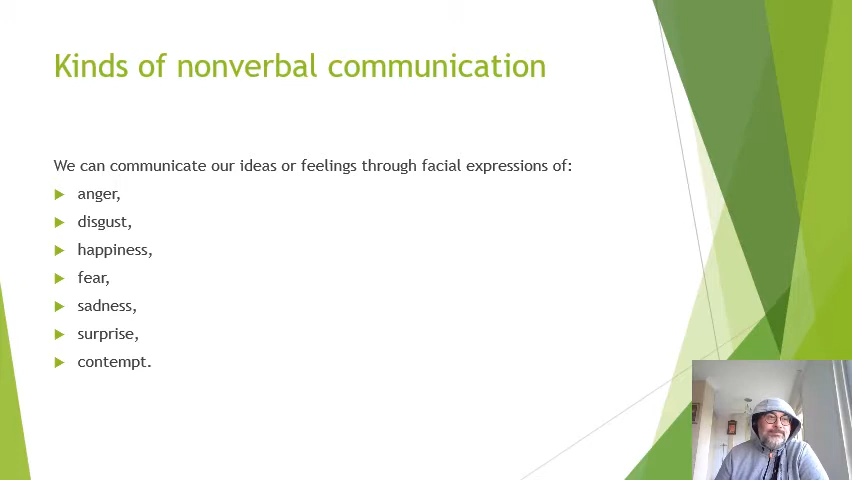 Kinds of nonverbal communication
We can communicate our ideas or feelings through facial expressions of:
anger,
disgust,
happiness,
fear,
sadness,
surprise,
contempt.